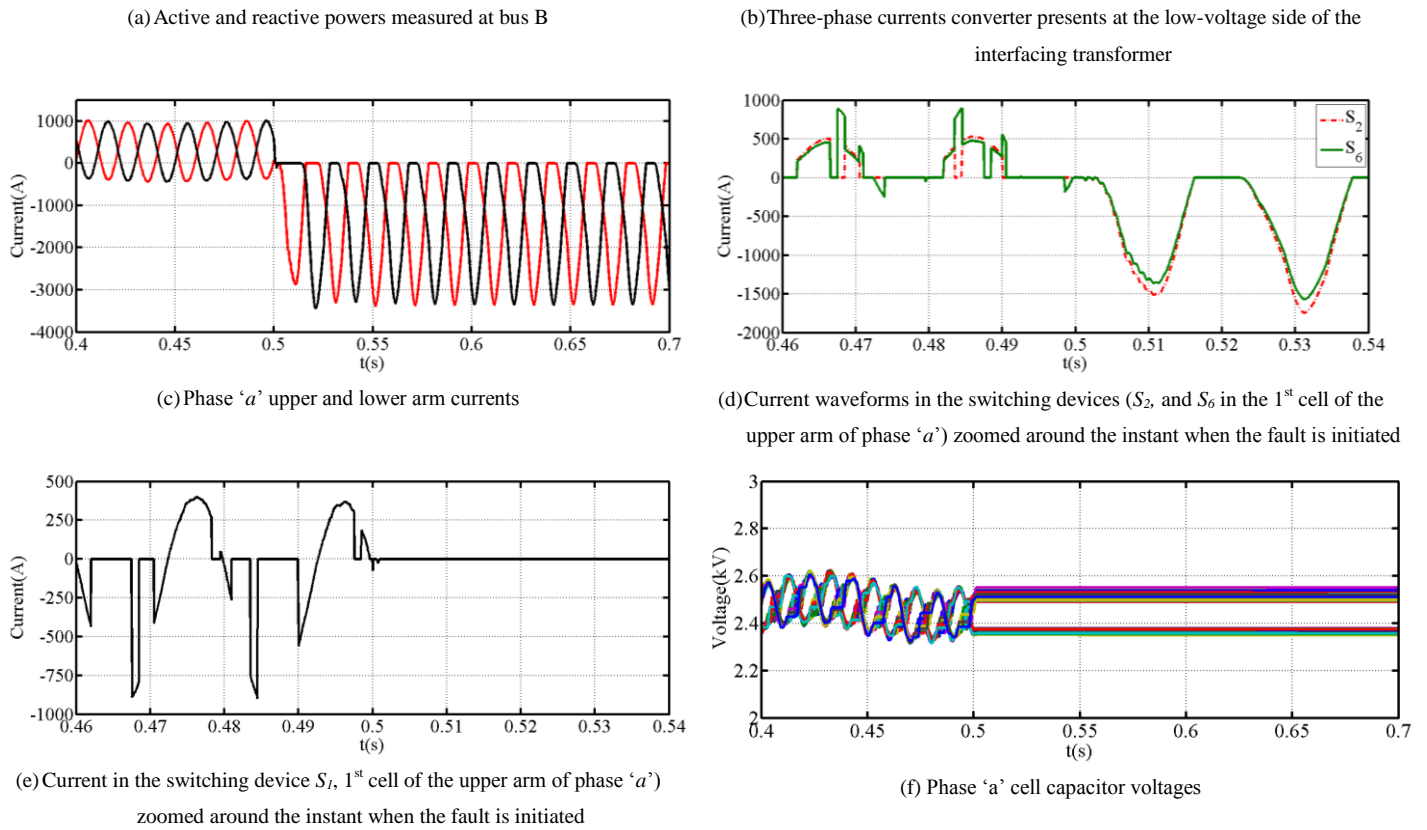 (a) Active and reactive powers measured at bus B
(b) Three-phase currents converter presents at the low-voltage side of the
interfacing transformer
1000
0
-1000
-2000
-3000
-4000
Current(A)
0.4 0.45 0.5 0.55 0.6 0.65 0.7
t(s)
1000
500
0
-500
-1000
-1500
-2000
Current(A)
S2
S6
0.46 0.47 0.48 0.49 0.5 0.51 0.52 0.53 0.54
t(s)
(c) Phase ‘a’ upper and lower arm currents
(d) Current waveforms in the switching devices (S2, and S6 in the 1st cell of the
upper arm of phase ‘a’) zoomed around the instant when the fault is initiated
500
250
0
-250
-500
-750
-1000
Current(A)
0.46 0.47 0.48 0.49 0.5 0.51 0.52 0.53 0.54
t(s)
3
2.8
2.6
2.4
2.2
2
Voltage(kV)
0.4 0.45 0.5 0.55 0.6 0.65 0.7
t(s)
(e) Current in the switching device S1, 1st cell of the upper arm of phase ‘a’)
zoomed around the instant when the fault is initiated
(f) Phase ‘a’ cell capacitor voltages